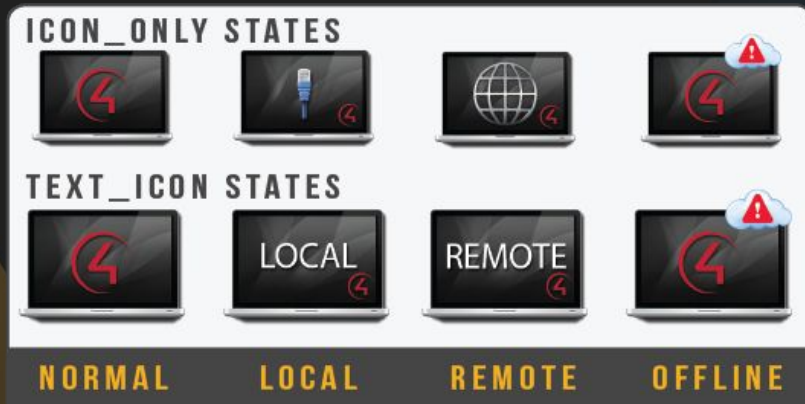 ICON_ONLY STATES
TEXT_ICON STATES
LOCAL
REMOTE
NORMAL
LOCAL
REMOTE
OFFLINE